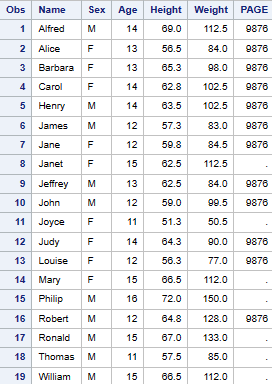 Obs Name Sex Age Height Weight PAGE
1 Alfred M 14 69.0 112.5 9876
2 Alice F 13 56.5 84.0 9876
3 Barbara F 13 65.3 98.0 9876
4 Carol F 14 62.8 102.5 9876
5 Henry M 14 63.5 102.5 9876
6 James M 12 57.3 83.0 9876
7 Jane F 12 59.8 84.5 9876
8 Janet F 15 62.5 112.5 .
9 Jeffrey M 13 62.5 84.0 9876
10 John M 12 59.0 99.5 9876
11 Joyce F 11 51.3 50.5 .
12 Judy F 14 64.3 90.0 9876
13 Louise F 12 56.3 77.0 9876
14 Mary F 15 66.5 112.0 .
15 Philip M 16 72.0 150.0 .
16 Robert M 12 64.8 128.0 9876
17 Ronald M 15 67.0 133.0 .
18 Thomas M 11 57.5 85.0 .
19 William M 15 66.5 112.0 .